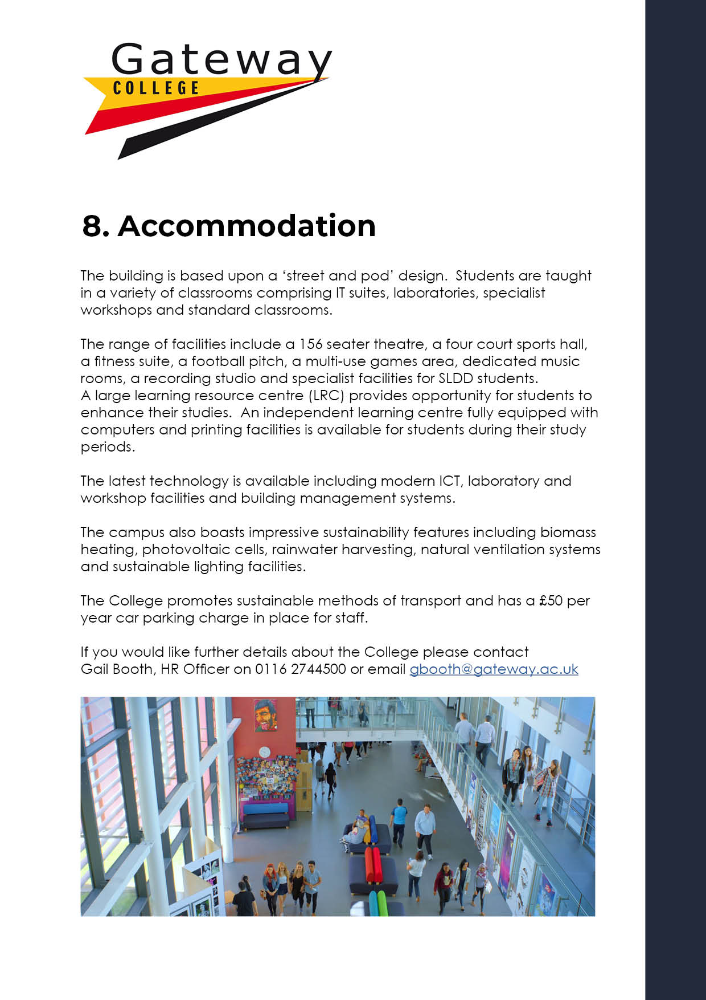 Gateway
COLLEGE
8. Accommodation
The building is based upon a ‘street and pod’ design.  Students are taught
in a variety of classrooms comprising IT suites, laboratories, specialist
workshops and standard classrooms.
The range of facilities include a 156 seater theatre, a four court sports hall,
a fitness suite, a football pitch, a multi-use games area, dedicated music
rooms, a recording studio and specialist facilities for SLDD students.
A large learning resource centre (LRC) provides opportunity for students to
enhance their studies.  An independent learning centre fully equipped with
computers and printing facilities is available for students during their study
periods.
The latest technology is available including modern ICT, laboratory and
workshop facilities and building management systems.
The campus also boasts impressive sustainability features including biomass
heating, photovoltaic cells, rainwater harvesting, natural ventilation systems
and sustainable lighting facilities.
The College promotes sustainable methods of transport and has a £50 per
year car parking charge in place for staff.
If you would like further details about the College please contact
Gail Booth, HR Officer on 0116 2744500 or email gbooth@gateway.ac.uk